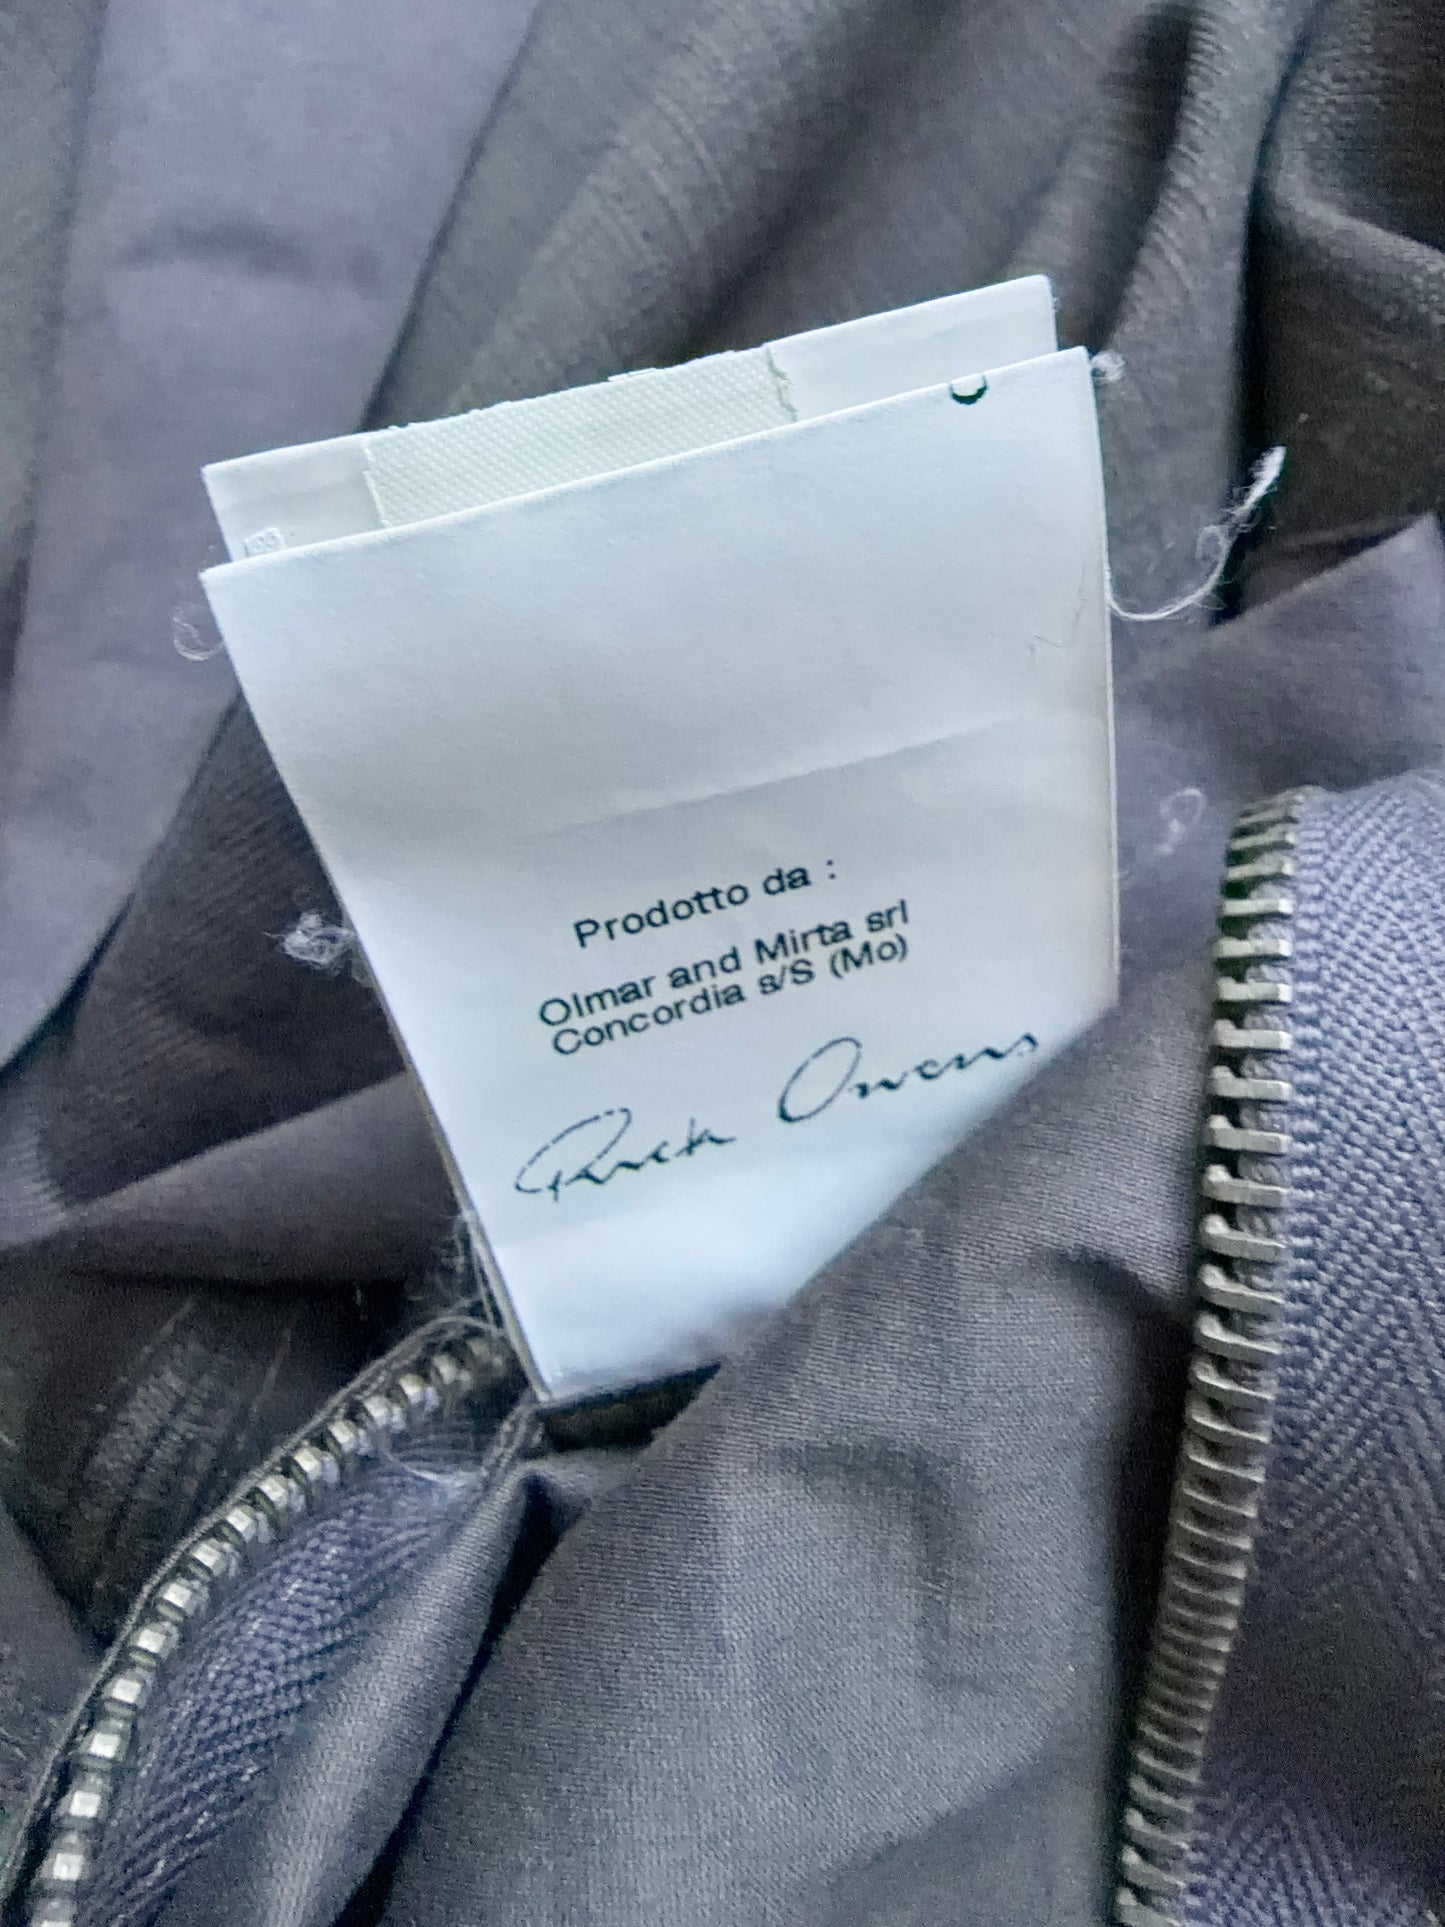 Prodotto da :
Olmar and Mirta srl
Concordia s/S (Mo)
Rick Owens